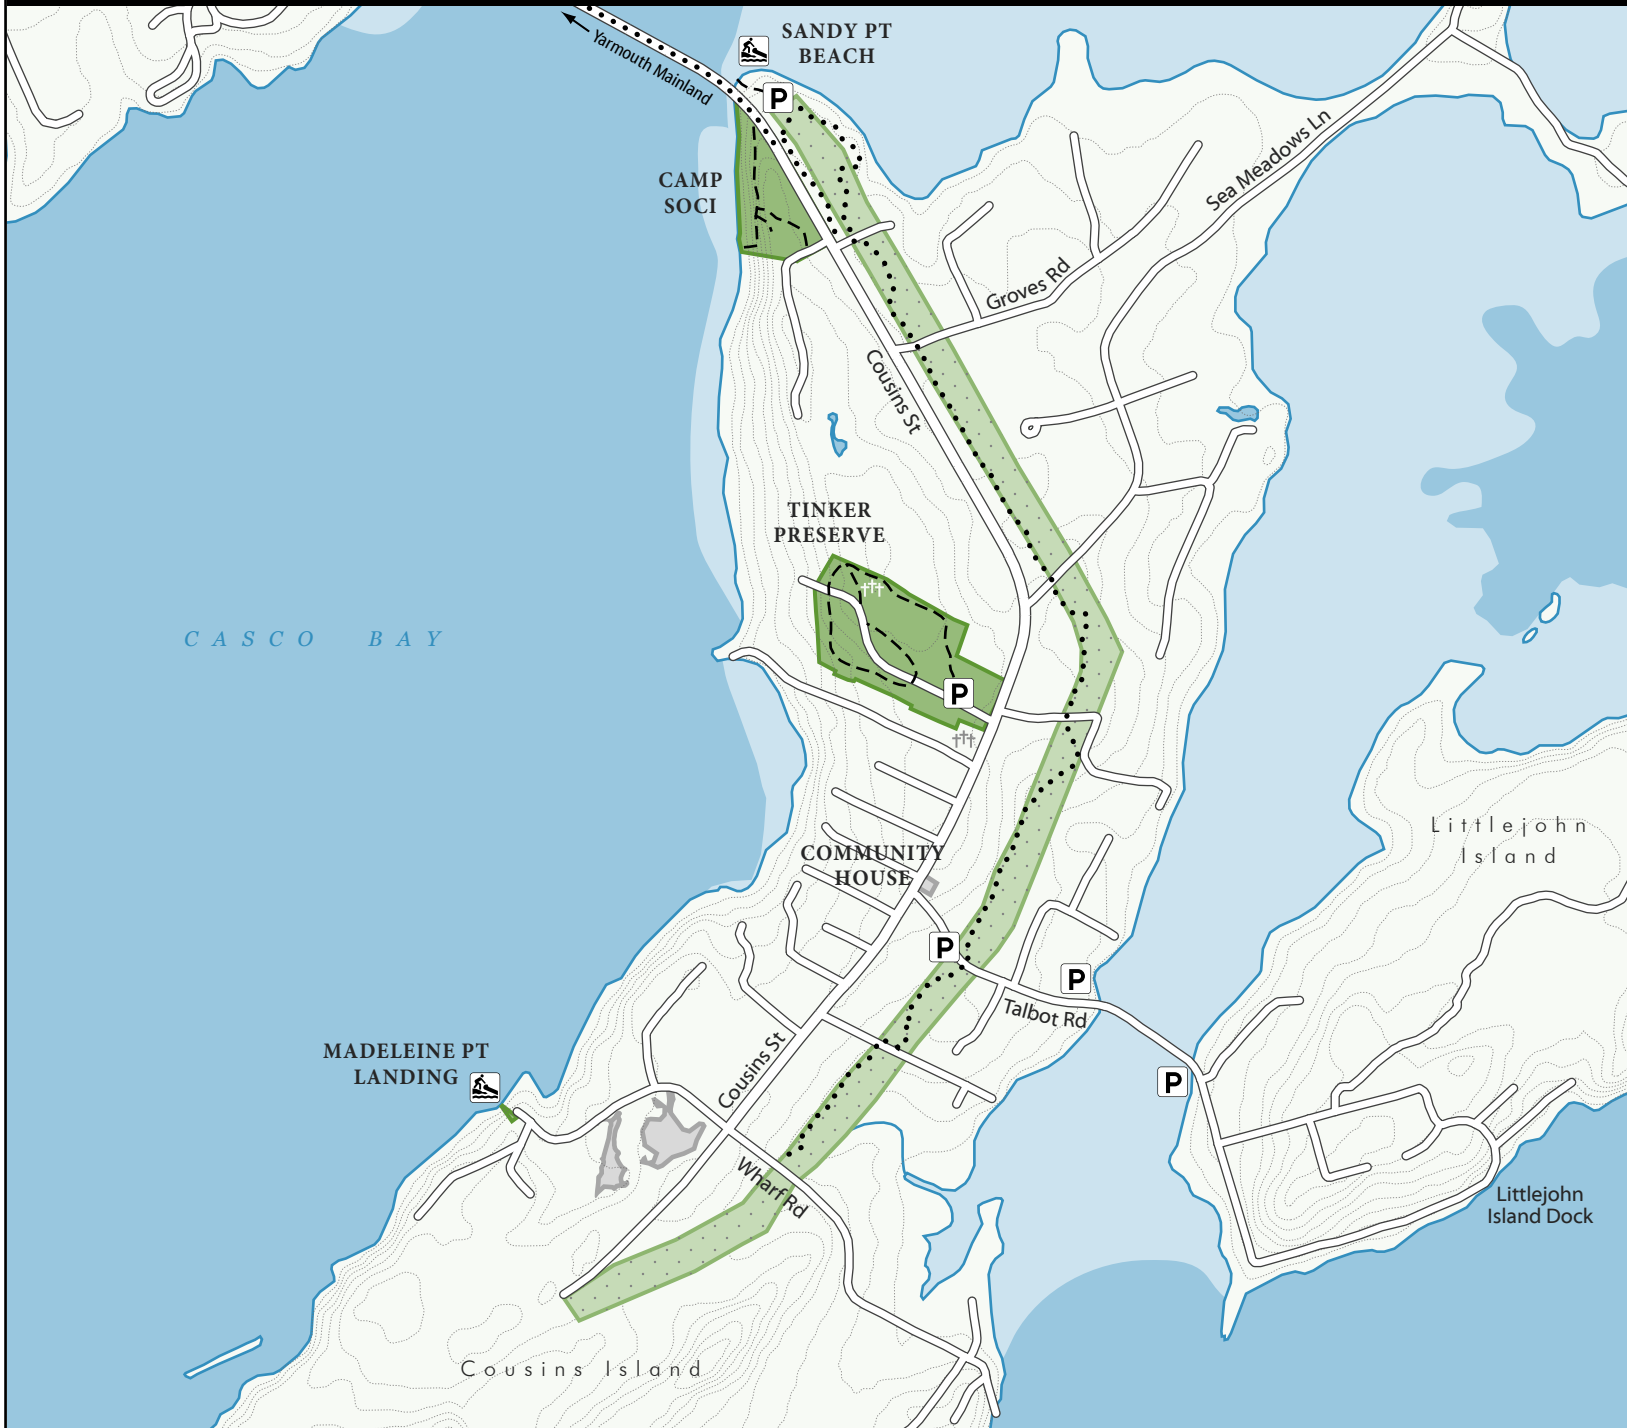 SANDY PT
BEACH
Yarmouth Mainland
P
CAMP
SOCI
Sea Meadows Ln
Groves Rd
Cousins St
TINKER
PRESERVE
CASCO BAY
P
Littlejohn
Island
COMMUNITY
HOUSE
P
P
Talbot Rd
MADELEINE PT
LANDING
Cousins St
P
Wharf Rd
Littlejohn
Island Dock
Cousins Island